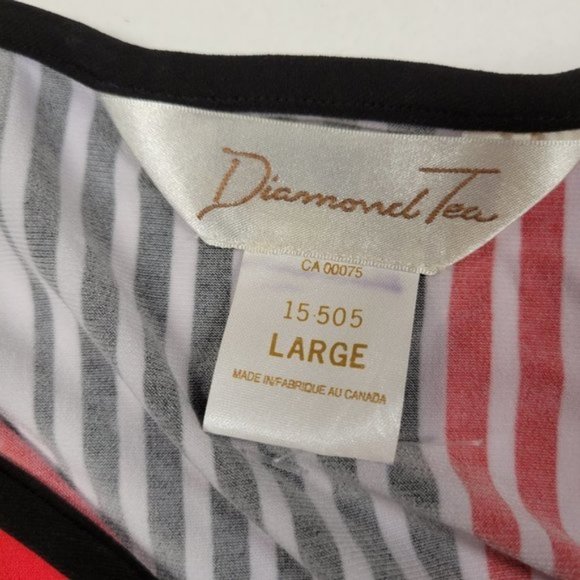 Diamond Tea
CA 00075
15-505
LARGE
MADE IN/FABRIQUE AU CANADA